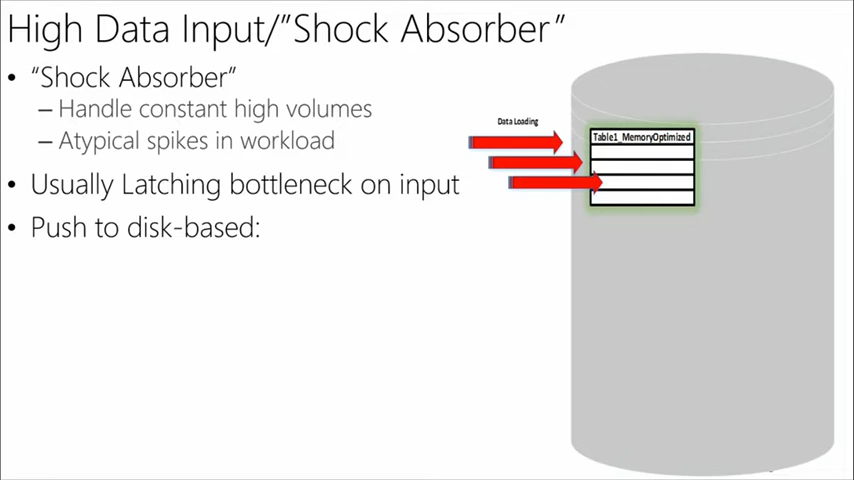 High Data Input/”Shock Absorber”
• “Shock Absorber”
– Handle constant high volumes
– Atypical spikes in workload
• Usually Latching bottleneck on input
• Push to disk-based:
Data Loading
Table1_MemoryOptimized